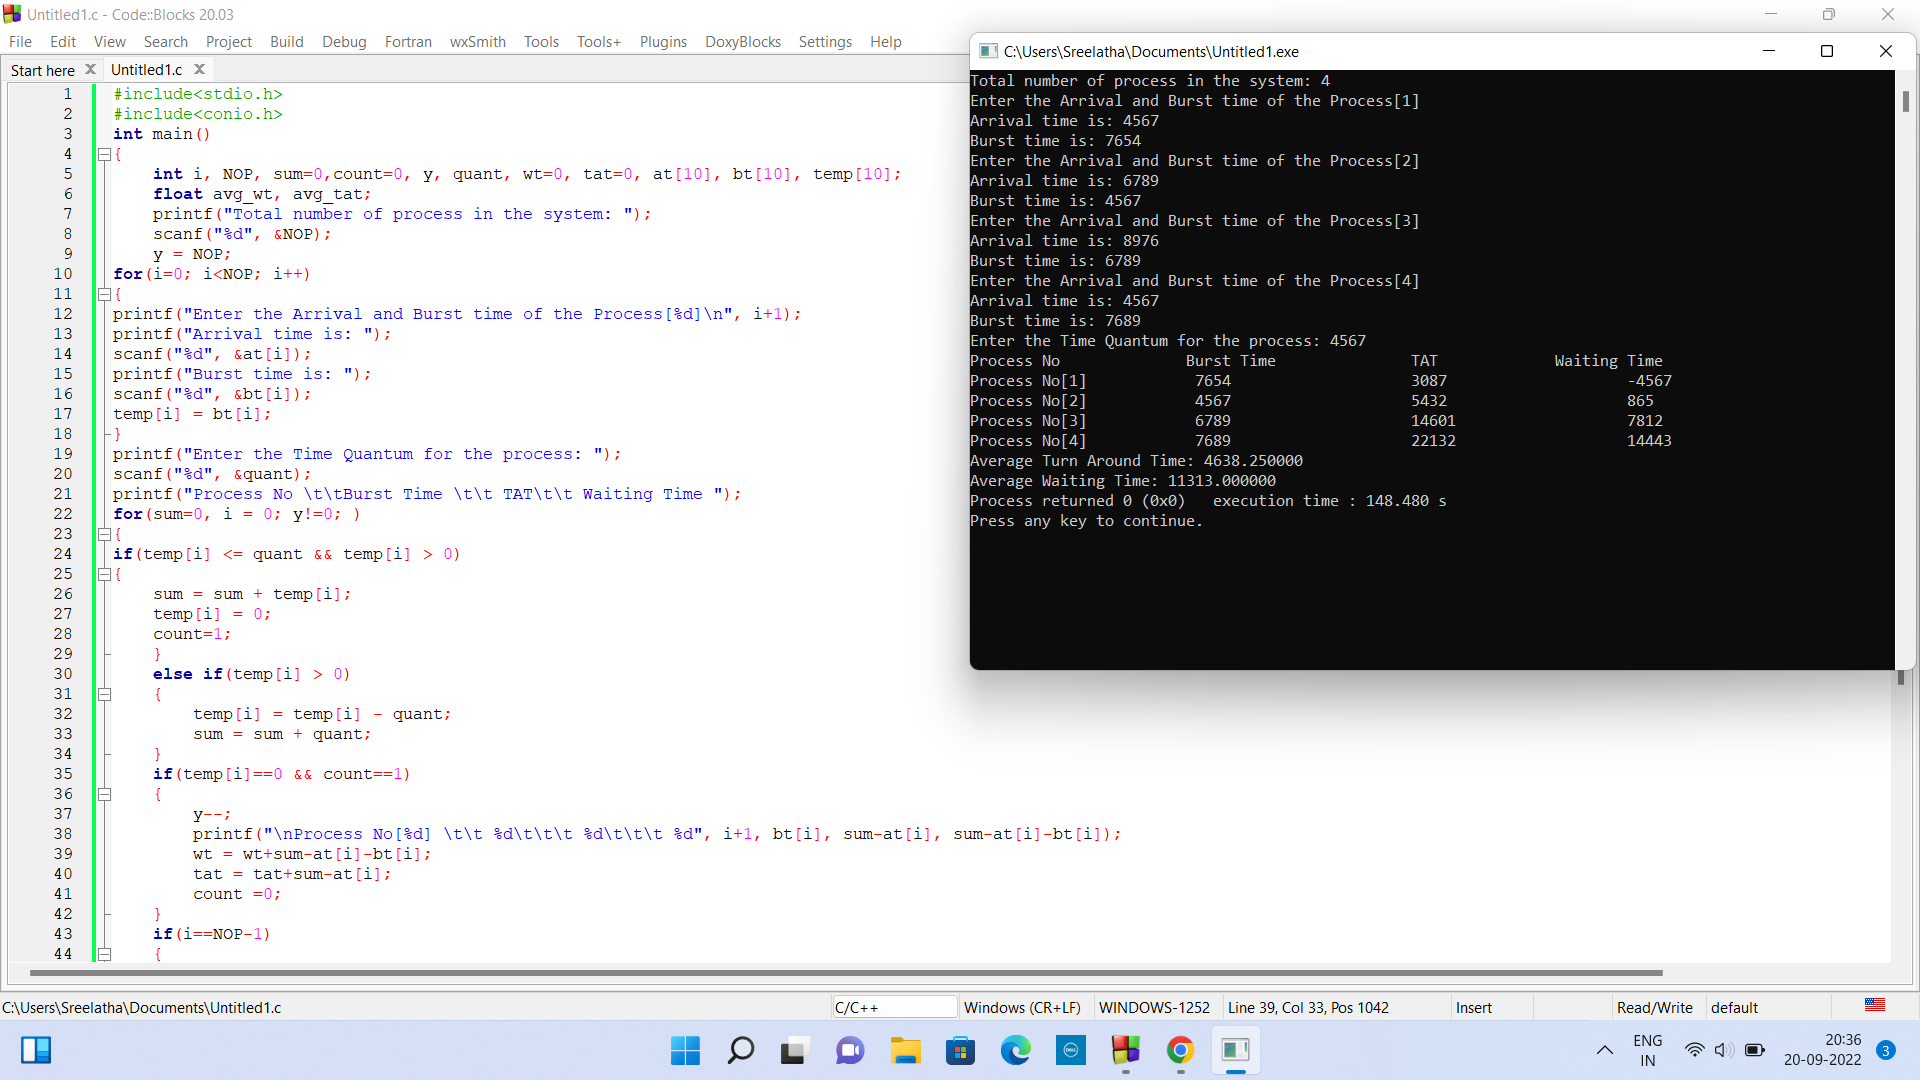 Untitled1.c - Code::Blocks 20.03
File Edit View Search Project Build Debug Fortran wxSmith Tools Tools+ Plugins DoxyBlocks Settings Help
Start here X Untitled1.c X
1 #include<stdio.h>
2 #include<conio.h>
3 int main()
4 {
5 int i, NOP, sum=0,count=0, y, quant, wt=0, tat=0, at[10], bt[10], temp[10];
6 float avg_wt, avg_tat;
7 printf("Total number of process in the system: ");
8 scanf("%d", &NOP);
9 y = NOP;
10 for(i=0; i<NOP; i++)
11 {
12 printf("Enter the Arrival and Burst time of the Process[%d]\n", i+1);
13 printf("Arrival time is: ");
14 scanf("%d", &at[i]);
15 printf("Burst time is: ");
16 scanf("%d", &bt[i]);
17 temp[i] = bt[i];
18 }
19 printf("Enter the Time Quantum for the process: ");
20 scanf("%d", &quant);
21 printf("Process No \t\tBurst Time \t\t TAT\t\t Waiting Time ");
22 for(sum=0, i = 0; y!=0; )
23 {
24 if(temp[i] <= quant && temp[i] > 0)
25 {
26 sum = sum + temp[i];
27 temp[i] = 0;
28 count=1;
29 }
30 else if(temp[i] > 0)
31 {
32 temp[i] = temp[i] - quant;
33 sum = sum + quant;
34 }
35 if(temp[i]==0 && count==1)
36 {
37 y--;
38 printf("\nProcess No[%d] \t\t %d\t\t\t %d\t\t\t %d", i+1, bt[i], sum-at[i], sum-at[i]-bt[i]);
39 wt = wt+sum-at[i]-bt[i];
40 tat = tat+sum-at[i];
41 count =0;
42 }
43 if(i==NOP-1)
44 {
C:\Users\Sreelatha\Documents\Untitled1.exe
Total number of process in the system: 4
Enter the Arrival and Burst time of the Process[1]
Arrival time is: 4567
Burst time is: 7654
Enter the Arrival and Burst time of the Process[2]
Arrival time is: 6789
Burst time is: 4567
Enter the Arrival and Burst time of the Process[3]
Arrival time is: 8976
Burst time is: 6789
Enter the Arrival and Burst time of the Process[4]
Arrival time is: 4567
Burst time is: 7689
Enter the Time Quantum for the process: 4567
Process No Burst Time TAT Waiting Time
Process No[1] 7654 3087 -4567
Process No[2] 4567 5432 865
Process No[3] 6789 14601 7812
Process No[4] 7689 22132 14443
Average Turn Around Time: 4638.250000
Average Waiting Time: 11313.000000
Process returned 0 (0x0) execution time : 148.480 s
Press any key to continue.
C:\Users\Sreelatha\Documents\Untitled1.c C/C++ Windows (CR+LF) WINDOWS-1252 Line 39, Col 33, Pos 1042 Insert Read/Write default
ENG
IN
20:36
20-09-2022
3
DELL